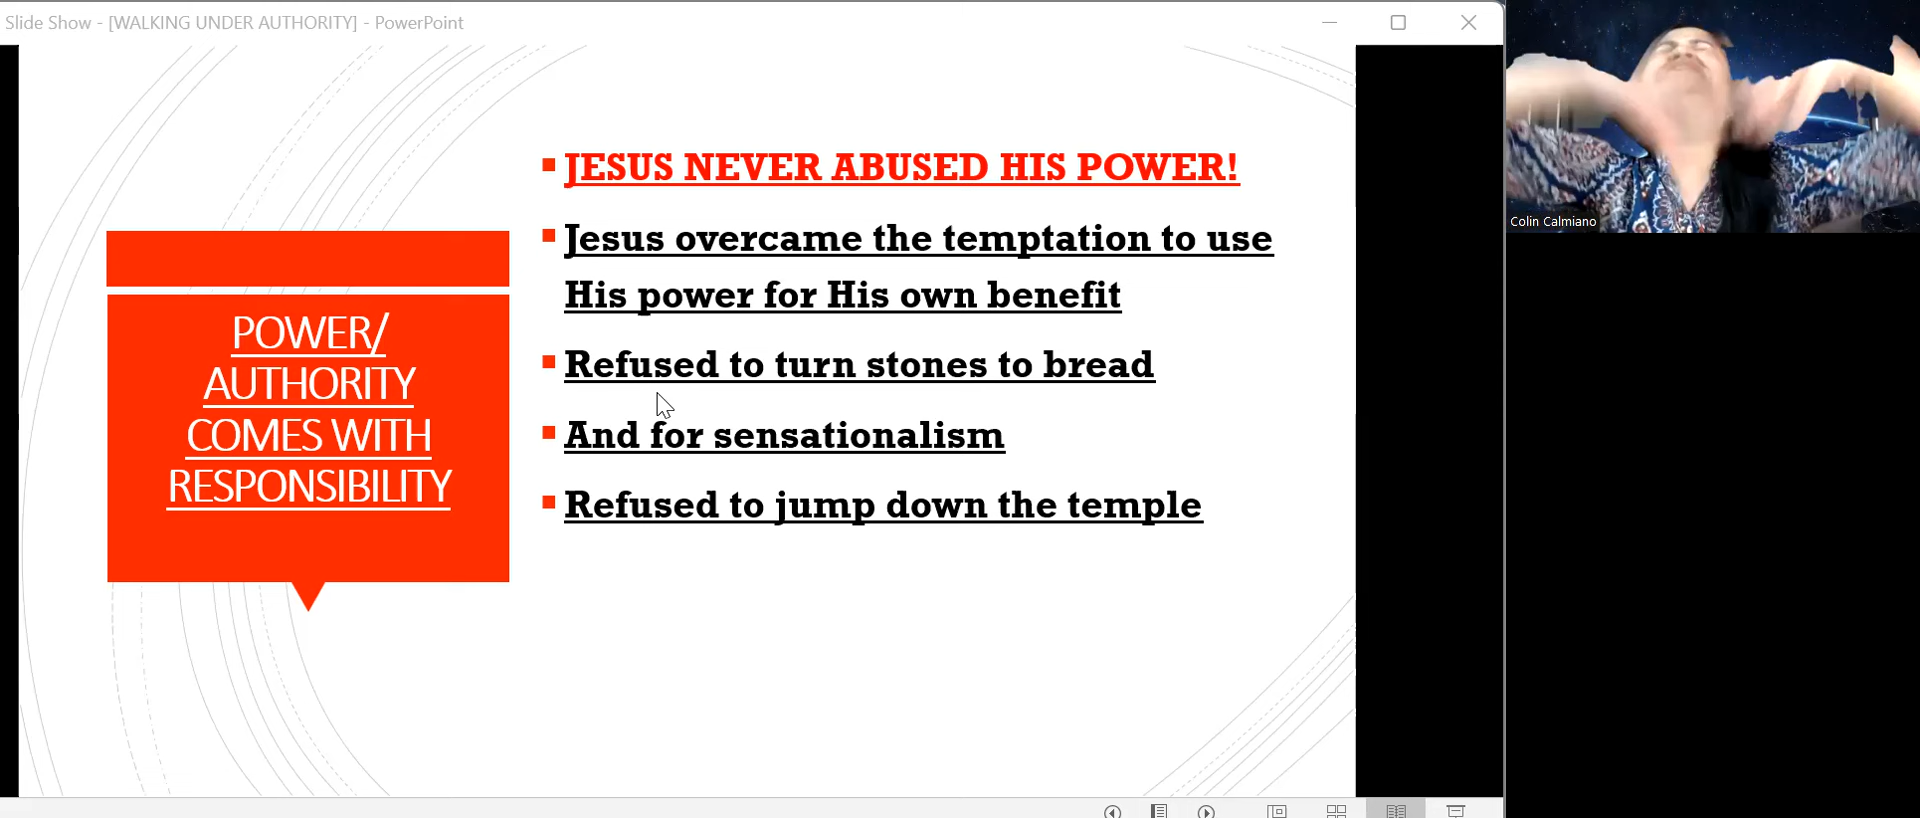 Slide Show - [WALKING UNDER AUTHORITY] - PowerPoint
POWER/
AUTHORITY
COMES WITH
RESPONSIBILITY
JESUS NEVER ABUSED HIS POWER!
Jesus overcame the temptation to use
His power for His own benefit
Refused to turn stones to bread
And for sensationalism
Refused to jump down the temple
Colin Calmiano